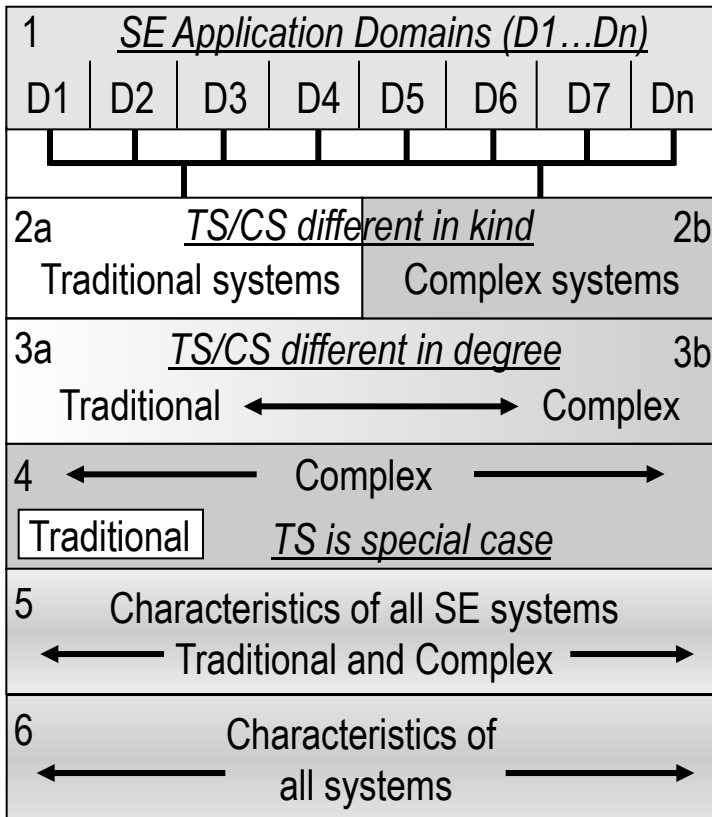 1 SE Application Domains (D1…Dn)
D1 D2 D3 D4 D5 D6 D7 Dn
2a TS/CS different in kind 2b
Traditional systems Complex systems
3a TS/CS different in degree 3b
Traditional Complex
4 Complex
Traditional TS is special case
5 Characteristics of all SE systems
Traditional and Complex
6 Characteristics of
all systems